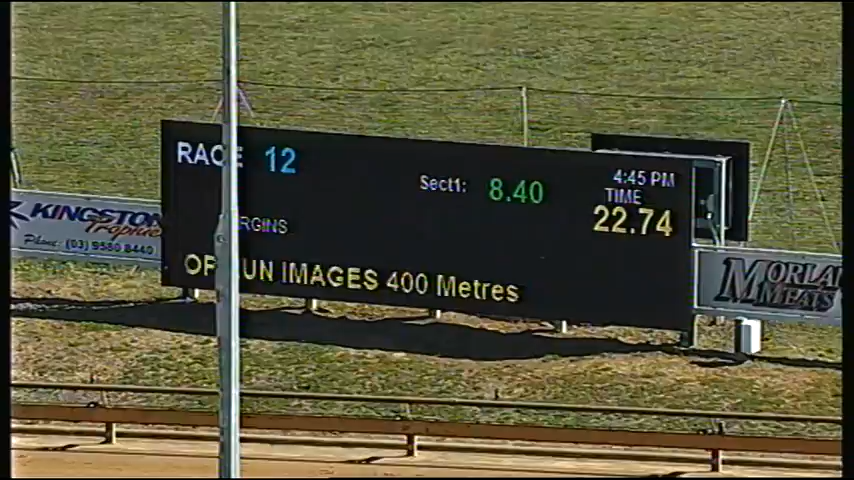 RACE 12
Sect1: 8.40
4:45 PM
TIME
22.74
RGINS
OP UN IMAGES 400 Metres
KINGSTON
Trophies
Phone: (03) 9580 8440
MORLA
MEATS